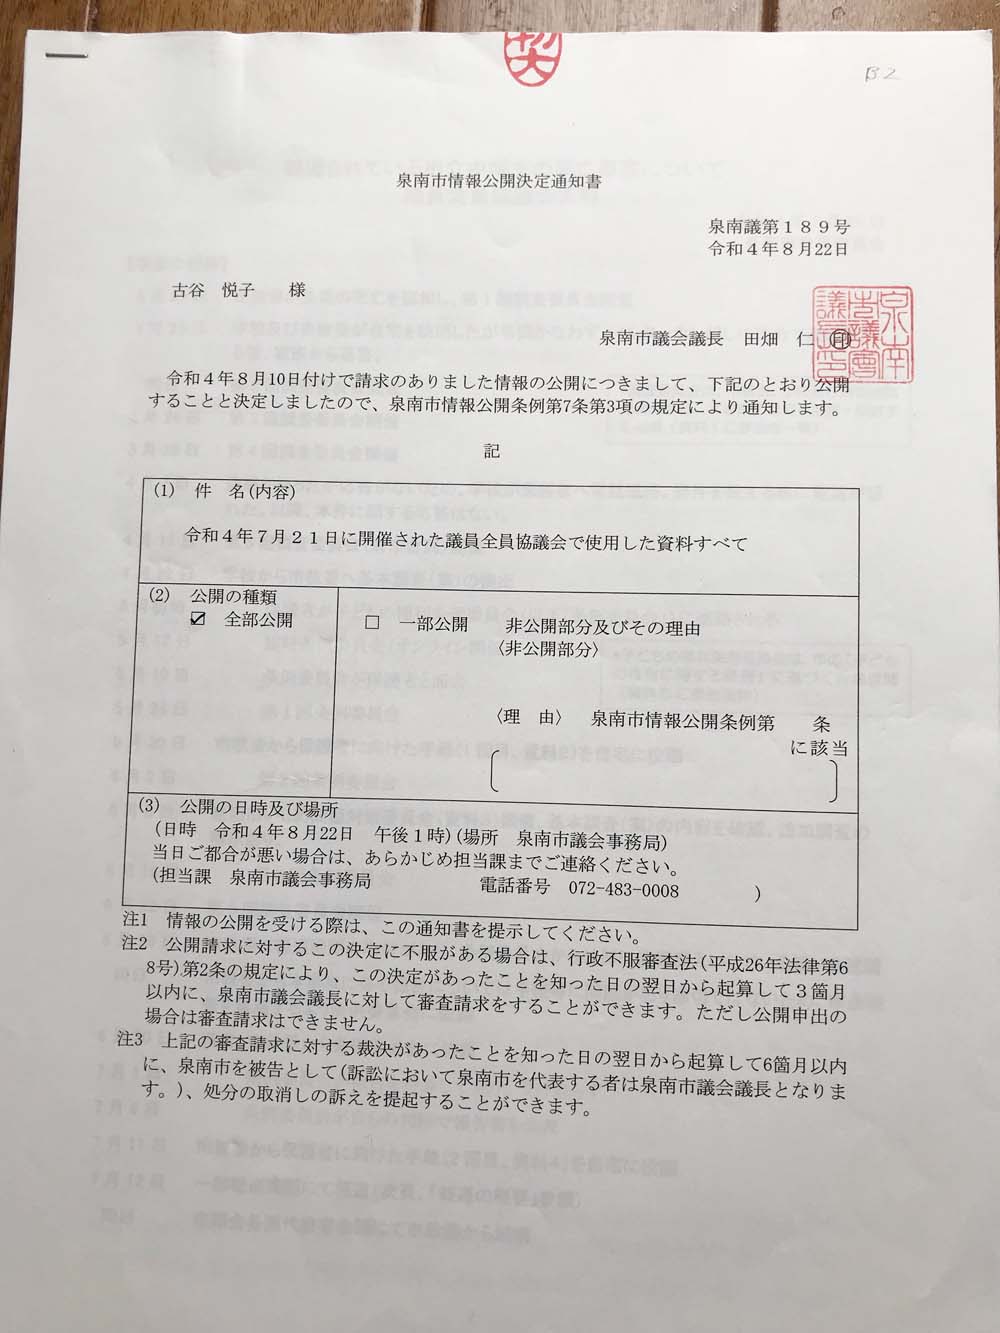 B2
泉南市情報公開決定通知書
泉南議第189号
令和4年8月22日
古谷 悦子 様
泉南市議会議長 田畑 仁 ㊞
泉南市議會議長之印
令和4年8月10日付けで請求のありました情報の公開につきまして、下記のとおり公開
することと決定しましたので、泉南市情報公開条例第7条第3項の規定により通知します。
記
(1) 件 名(内容)
令和4年7月21日に開催された議員全員協議会で使用した資料すべて
(2) 公開の種類
☑ 全部公開
□ 一部公開 非公開部分及びその理由
〈非公開部分〉
〈理 由〉 泉南市情報公開条例第 条
に該当
(3) 公開の日時及び場所
(日時 令和4年8月22日 午後1時)(場所 泉南市議会事務局)
当日ご都合が悪い場合は、あらかじめ担当課までご連絡ください。
(担当課 泉南市議会事務局 電話番号 072-483-0008 )
注1 情報の公開を受ける際は、この通知書を提示してください。
注2 公開請求に対するこの決定に不服がある場合は、行政不服審査法(平成26年法律第6
8号)第2条の規定により、この決定があったことを知った日の翌日から起算して3箇月
以内に、泉南市議会議長に対して審査請求をすることができます。ただし公開申出の
場合は審査請求はできません。
注3 上記の審査請求に対する裁決があったことを知った日の翌日から起算して6箇月以内
に、泉南市を被告として(訴訟において泉南市を代表する者は泉南市議会議長となりま
す。)、処分の取消しの訴えを提起することができます。